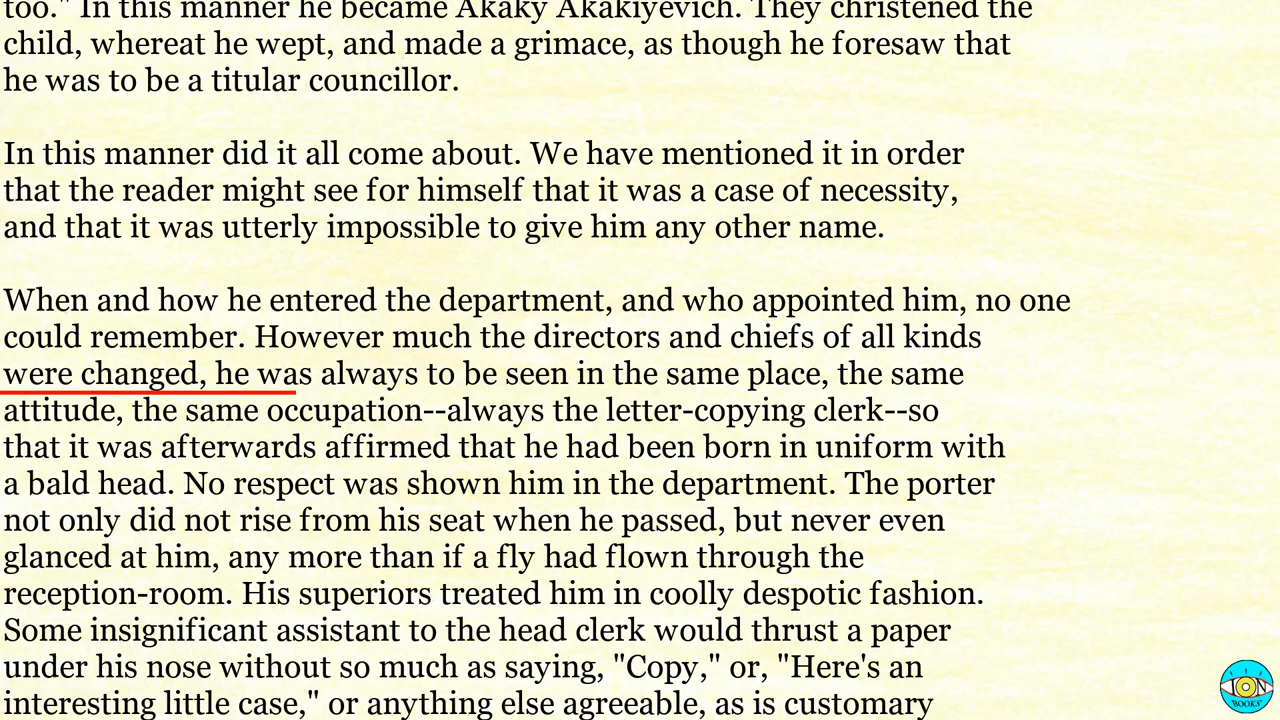 too." In this manner he became Akaky Akakiyevich. They christened the
child, whereat he wept, and made a grimace, as though he foresaw that
he was to be a titular councillor.
In this manner did it all come about. We have mentioned it in order
that the reader might see for himself that it was a case of necessity,
and that it was utterly impossible to give him any other name.
When and how he entered the department, and who appointed him, no one
could remember. However much the directors and chiefs of all kinds
were changed, he was always to be seen in the same place, the same
attitude, the same occupation--always the letter-copying clerk--so
that it was afterwards affirmed that he had been born in uniform with
a bald head. No respect was shown him in the department. The porter
not only did not rise from his seat when he passed, but never even
glanced at him, any more than if a fly had flown through the
reception-room. His superiors treated him in coolly despotic fashion.
Some insignificant assistant to the head clerk would thrust a paper
under his nose without so much as saying, "Copy," or, "Here's an
interesting little case," or anything else agreeable, as is customary
ION
BOOKS